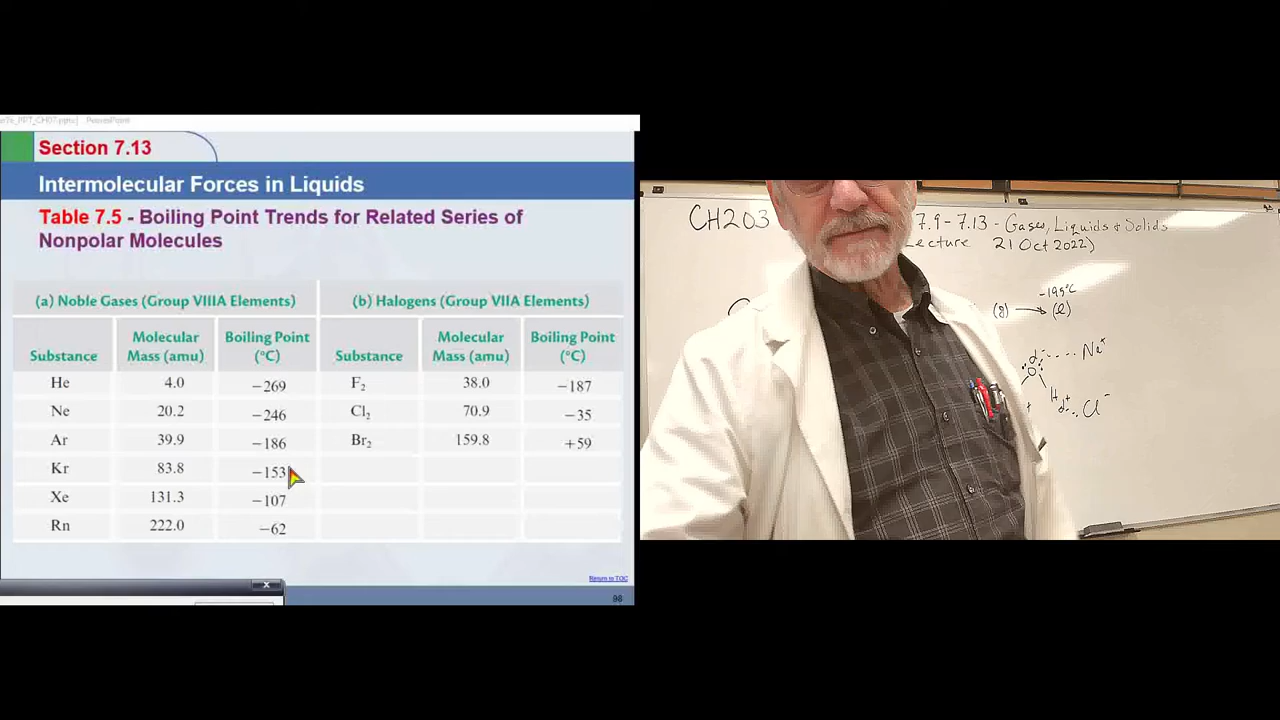 Section 7.13
Intermolecular Forces in Liquids
Table 7.5 - Boiling Point Trends for Related Series of
Nonpolar Molecules
(a) Noble Gases (Group VIIIA Elements) (b) Halogens (Group VIIA Elements)
Substance Molecular Mass (amu) Boiling Point (°C) Substance Molecular Mass (amu) Boiling Point (°C)
He 4.0 −269 F₂ 38.0 −187
Ne 20.2 −246 Cl₂ 70.9 −35
Ar 39.9 −186 Br₂ 159.8 +59
Kr 83.8 −153
Xe 131.3 −107
Rn 222.0 −62
Return to TOC
98
CH203 7.9-7.13 - Gases, Liquids & Solids
Lecture 21 Oct 2022)
-195°C
(g) → (l)
O
H
Cl⁻